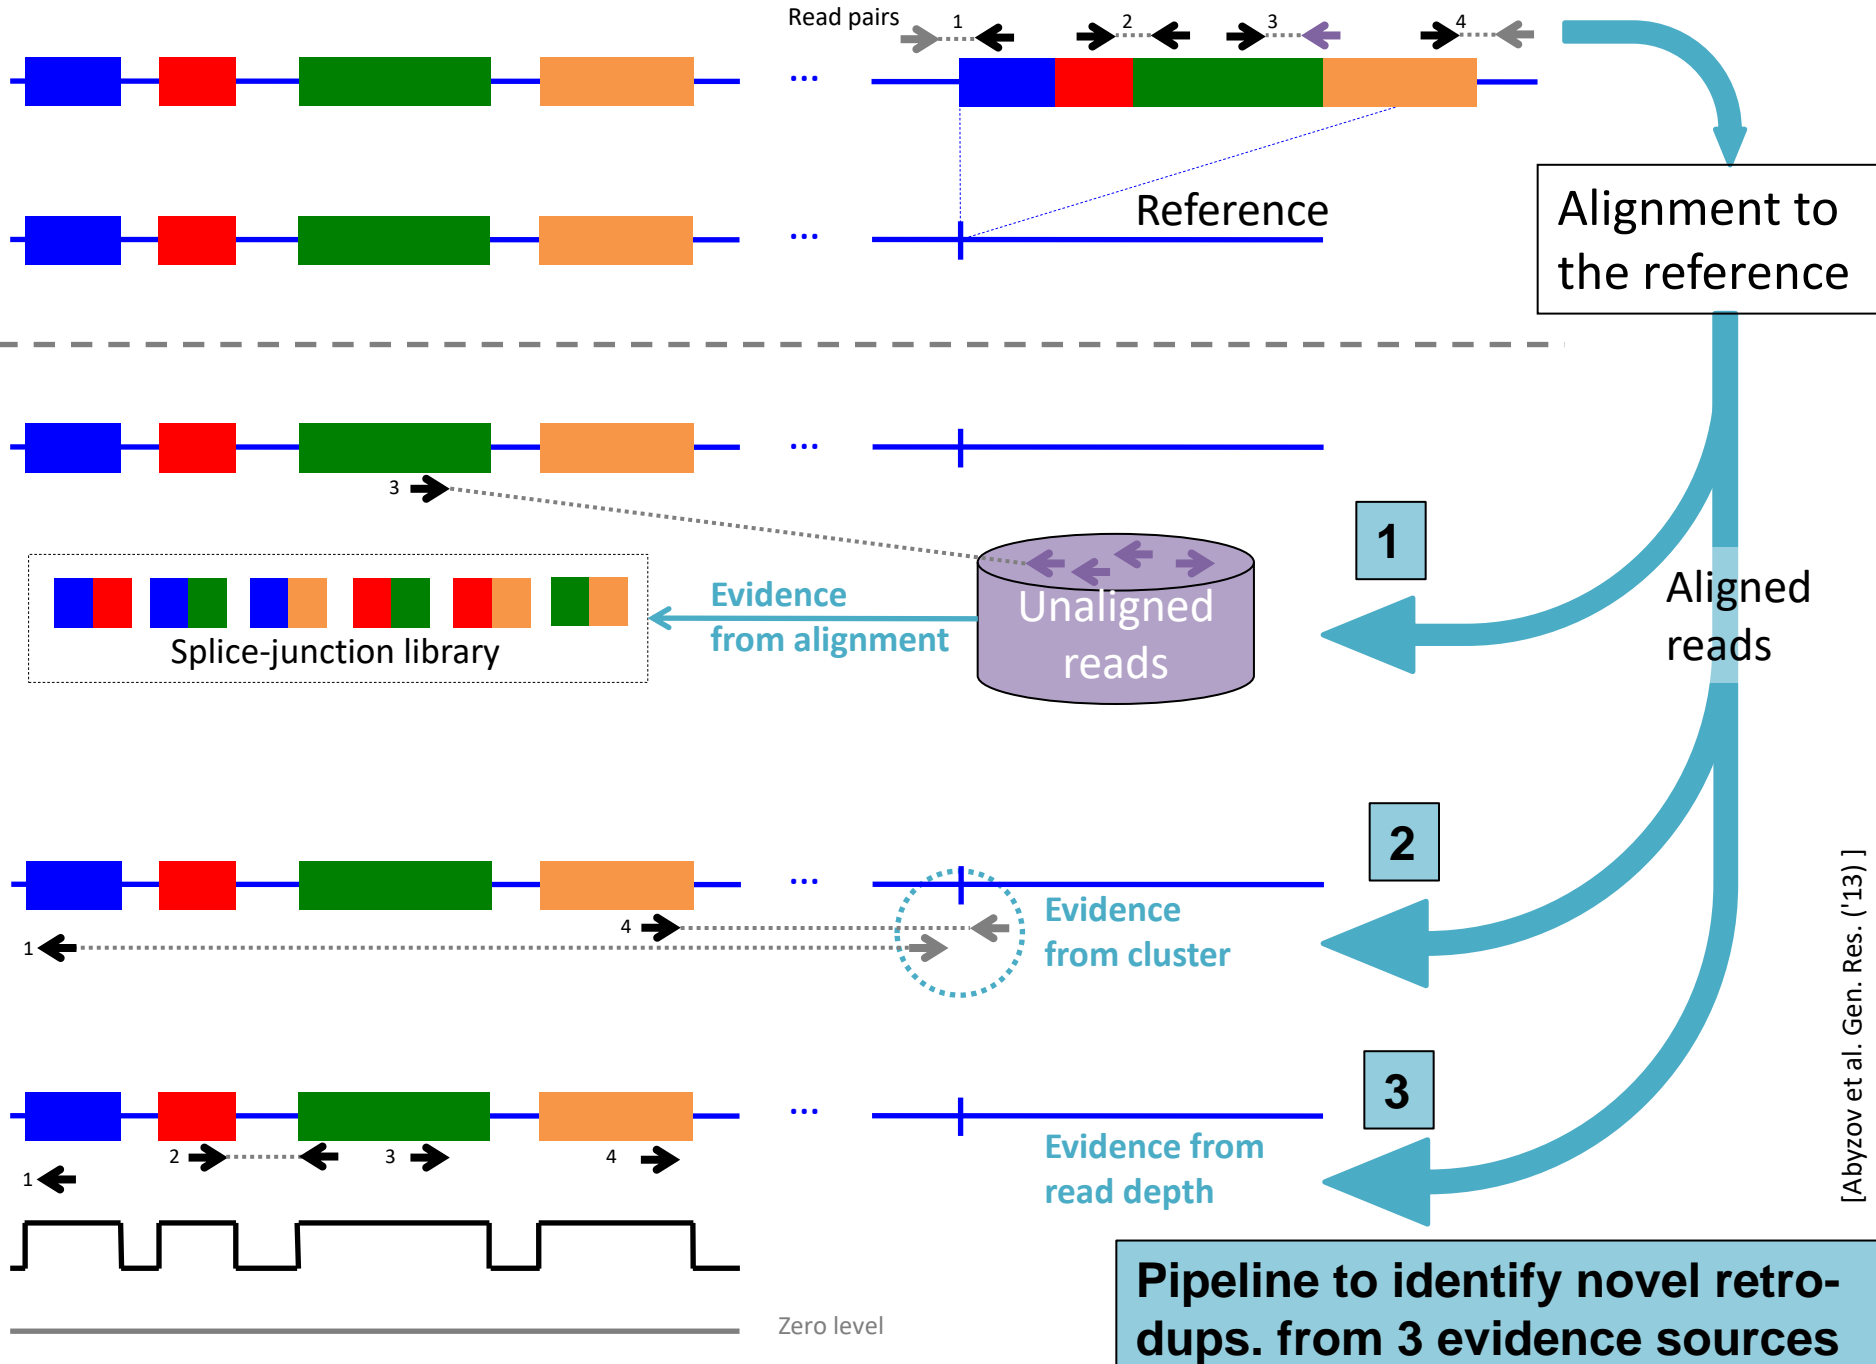 Read pairs
1
2
3
4
...
Reference
...
Alignment to
the reference
...
3
1
Aligned
reads
Evidence
from alignment
Unaligned
reads
Splice-junction library
...
2
4
1
Evidence
from cluster
[Abyzov et al. Gen. Res. ('13) ]
...
3
2
3
4
1
Evidence from
read depth
Zero level
Pipeline to identify novel retro-
dups. from 3 evidence sources